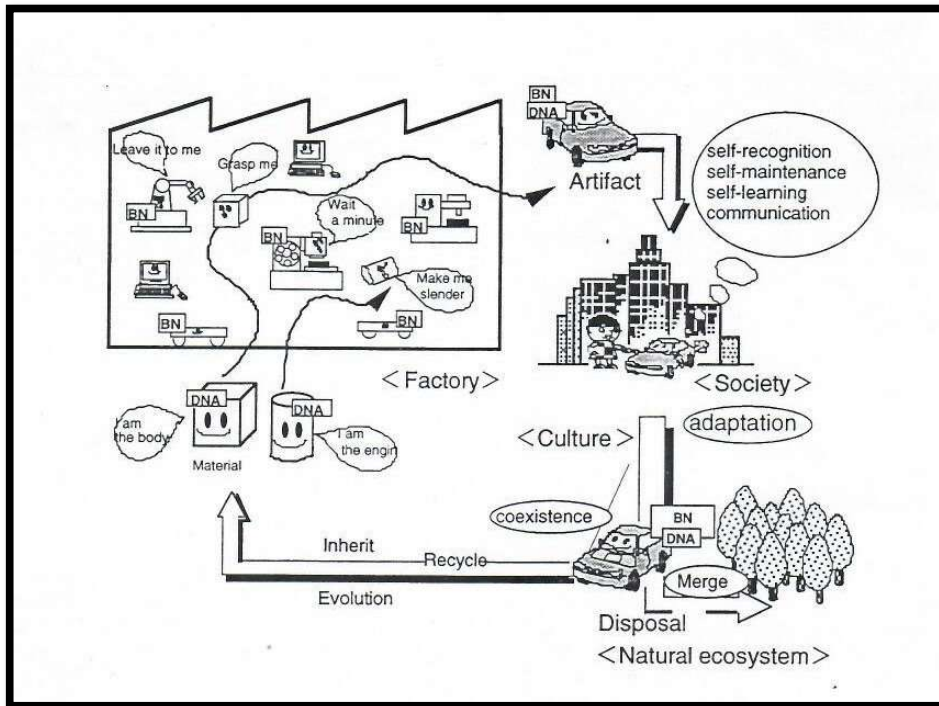 BN
DNA
Artifact
self-recognition
self-maintenance
self-learning
communication
Leave it to me
Grasp me
BN
Wait
a minute
BN
BN
Make me
slender
BN
BN
<Factory>
<Society>
DNA
I am
the body
Material
DNA
I am
the engin
<Culture>
adaptation
coexistence
BN
DNA
Inherit
Recycle
Evolution
Merge
Disposal
<Natural ecosystem>